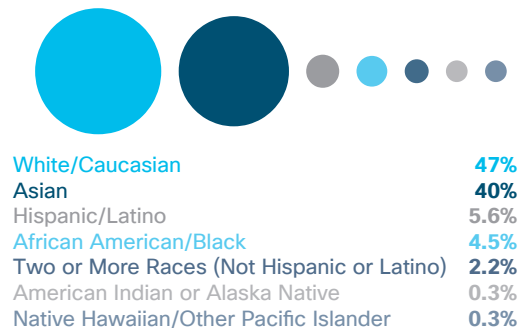 White/Caucasian 47%
Asian 40%
Hispanic/Latino 5.6%
African American/Black 4.5%
Two or More Races (Not Hispanic or Latino) 2.2%
American Indian or Alaska Native 0.3%
Native Hawaiian/Other Pacific Islander 0.3%